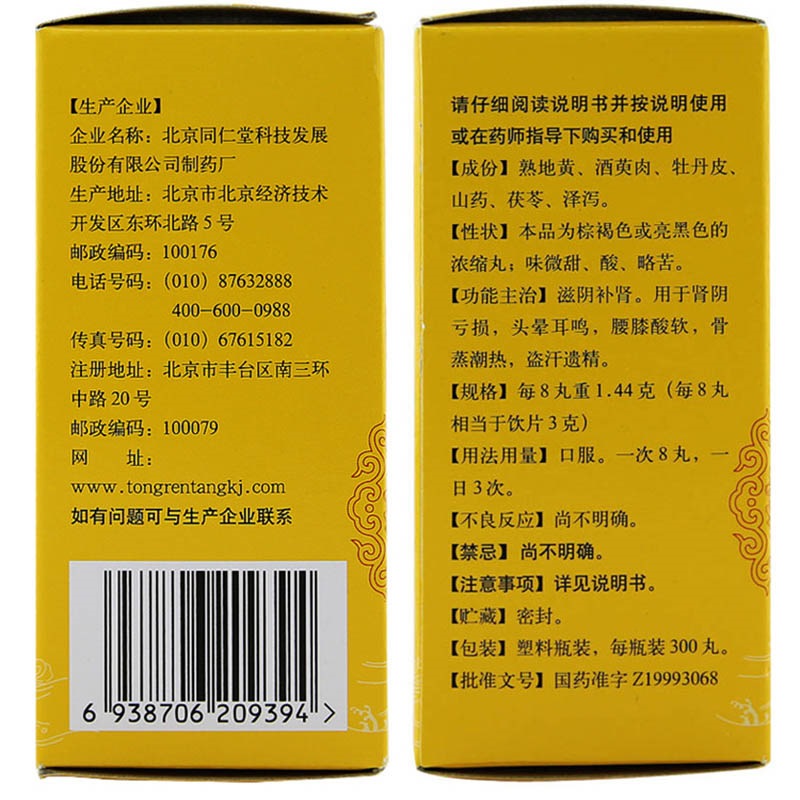 【生产企业】
企业名称：北京同仁堂科技发展
股份有限公司制药厂
生产地址：北京市北京经济技术
开发区东环北路5号
邮政编码：100176
电话号码：(010) 87632888
400-600-0988
传真号码：(010) 67615182
注册地址：北京市丰台区南三环
中路20号
邮政编码：100079
网 址：
www.tongrentangkj.com
如有问题可与生产企业联系
6 938706 209394 >
请仔细阅读说明书并按说明使用
或在药师指导下购买和使用
【成份】熟地黄、酒萸肉、牡丹皮、
山药、茯苓、泽泻。
【性状】本品为棕褐色或亮黑色的
浓缩丸；味微甜、酸、略苦。
【功能主治】滋阴补肾。用于肾阴
亏损，头晕耳鸣，腰膝酸软，骨
蒸潮热，盗汗遗精。
【规格】每8丸重1.44克（每8丸
相当于饮片3克）
【用法用量】口服。一次8丸，一
日3次。
【不良反应】尚不明确。
【禁忌】尚不明确。
【注意事项】详见说明书。
【贮藏】密封。
【包装】塑料瓶装，每瓶装300丸。
【批准文号】国药准字Z19993068